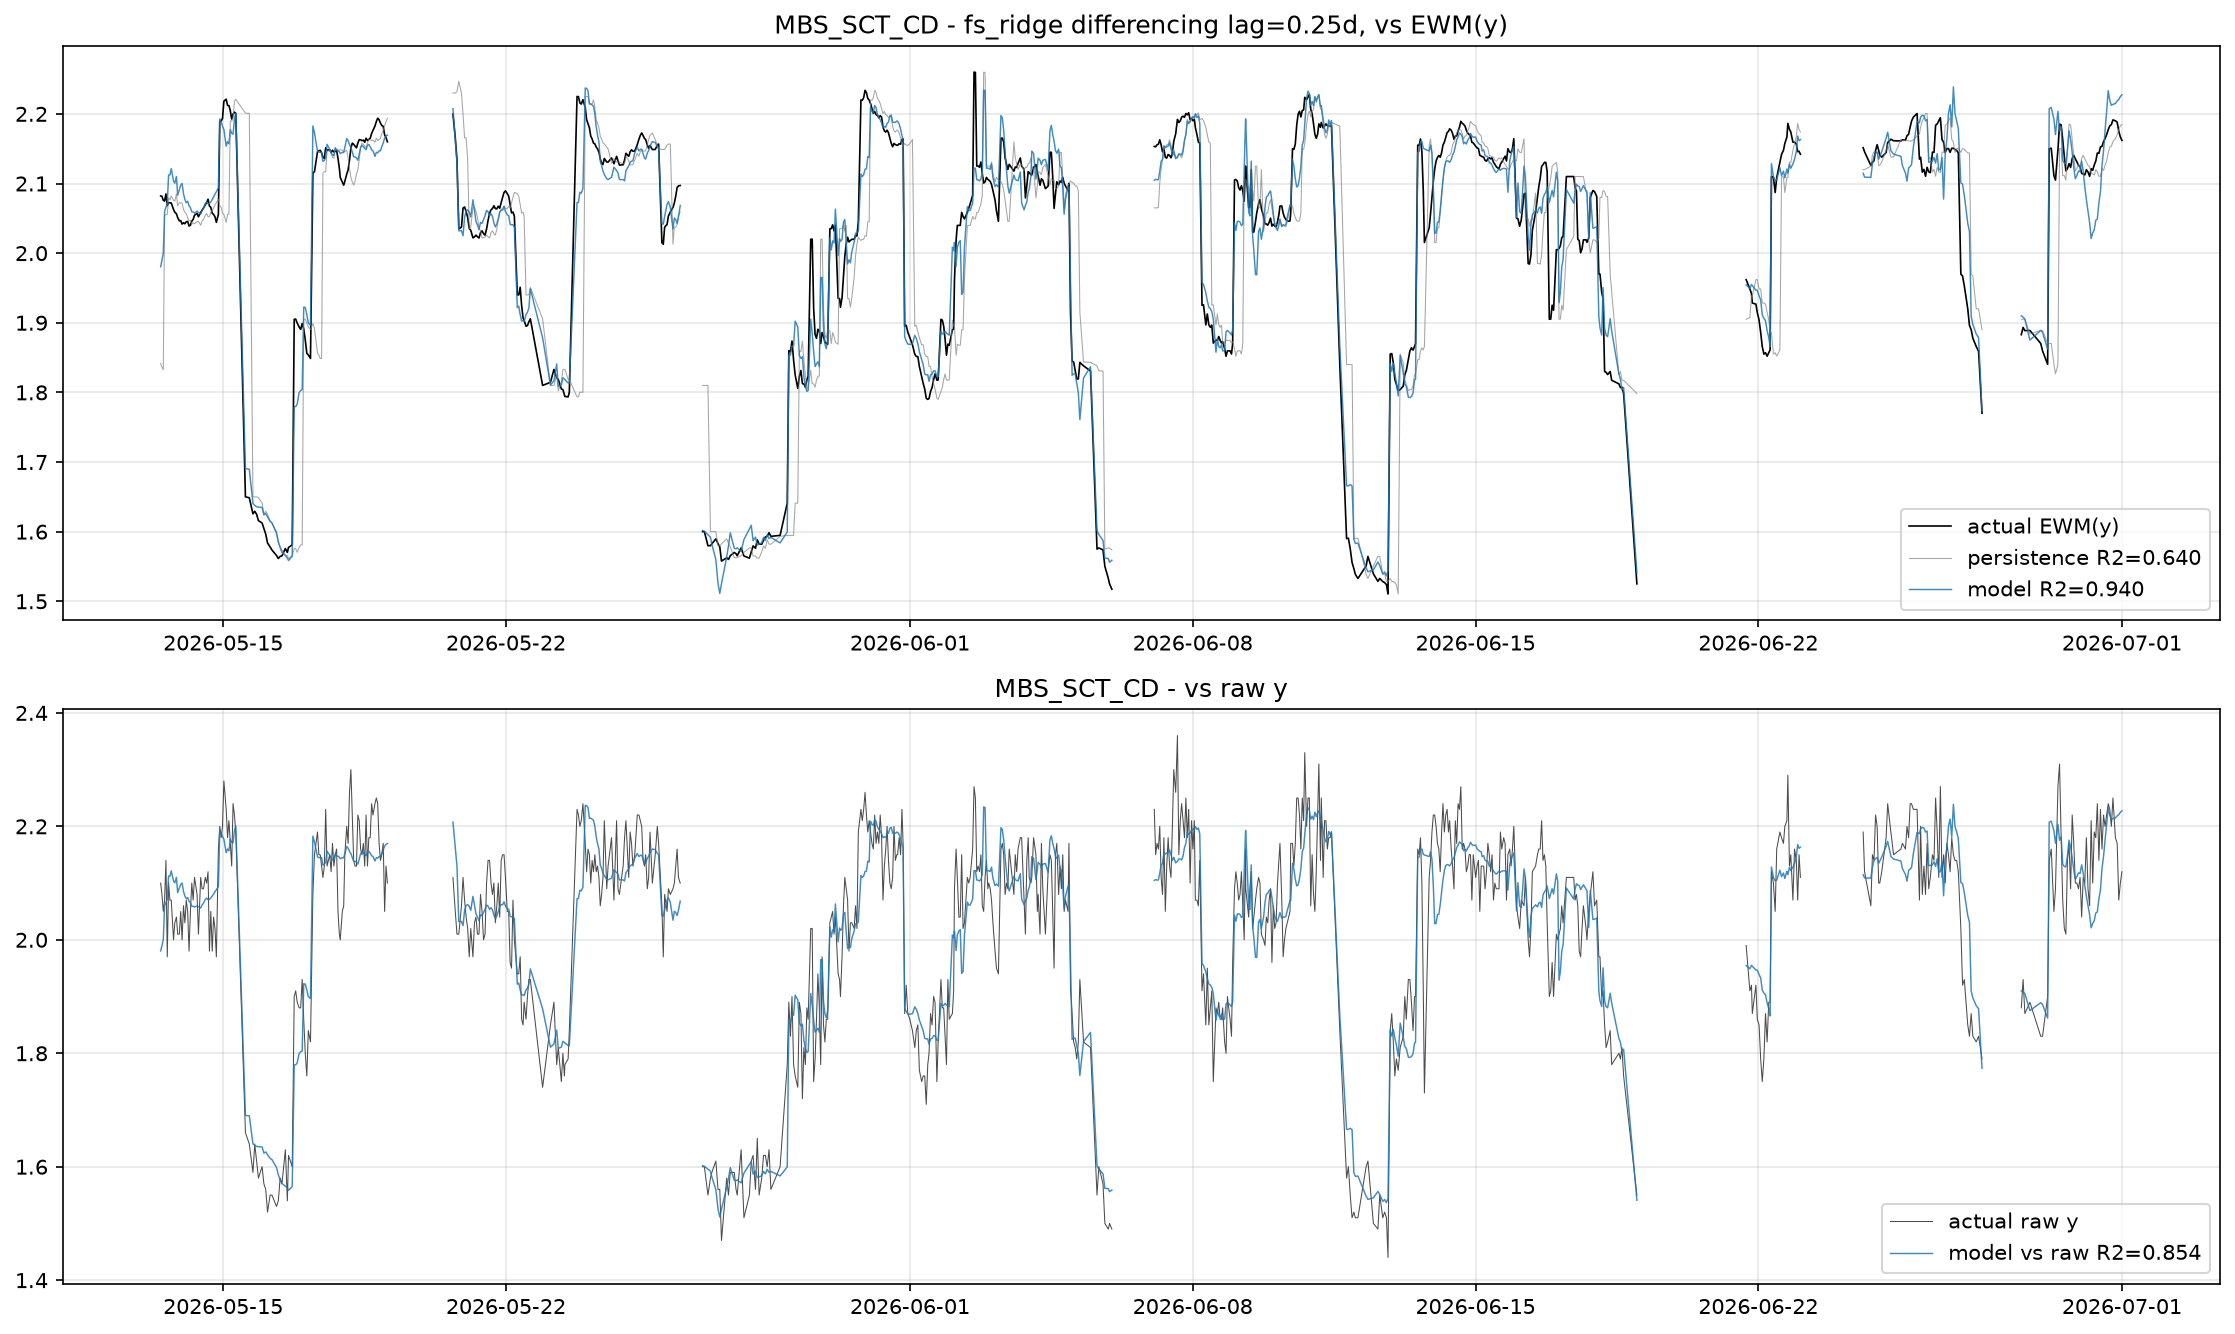 MBS_SCT_CD - fs_ridge differencing lag=0.25d, vs EWM(y)
2.2
2.1
2.0
1.9
1.8
1.7
1.6
1.5
actual EWM(y)
persistence R2=0.640
model R2=0.940
2026-05-15 2026-05-22 2026-06-01 2026-06-08 2026-06-15 2026-06-22 2026-07-01
MBS_SCT_CD - vs raw y
2.4
2.2
2.0
1.8
1.6
1.4
actual raw y
model vs raw R2=0.854
2026-05-15 2026-05-22 2026-06-01 2026-06-08 2026-06-15 2026-06-22 2026-07-01